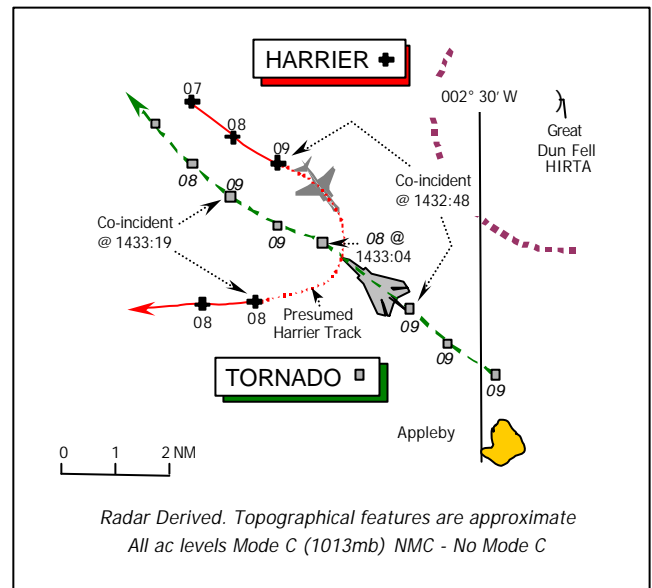 HARRIER
07
002° 30' W
08
Great
Dun Fell
HIRTA
09
Co-incident
@ 1432:48
08
09
Co-incident
@ 1433:19
09
08 @
1433:04
08
08
Presumed
Harrier Track
09
09
TORNADO
09
Appleby
0 1 2 NM
Radar Derived. Topographical features are approximate
All ac levels Mode C (1013mb) NMC - No Mode C